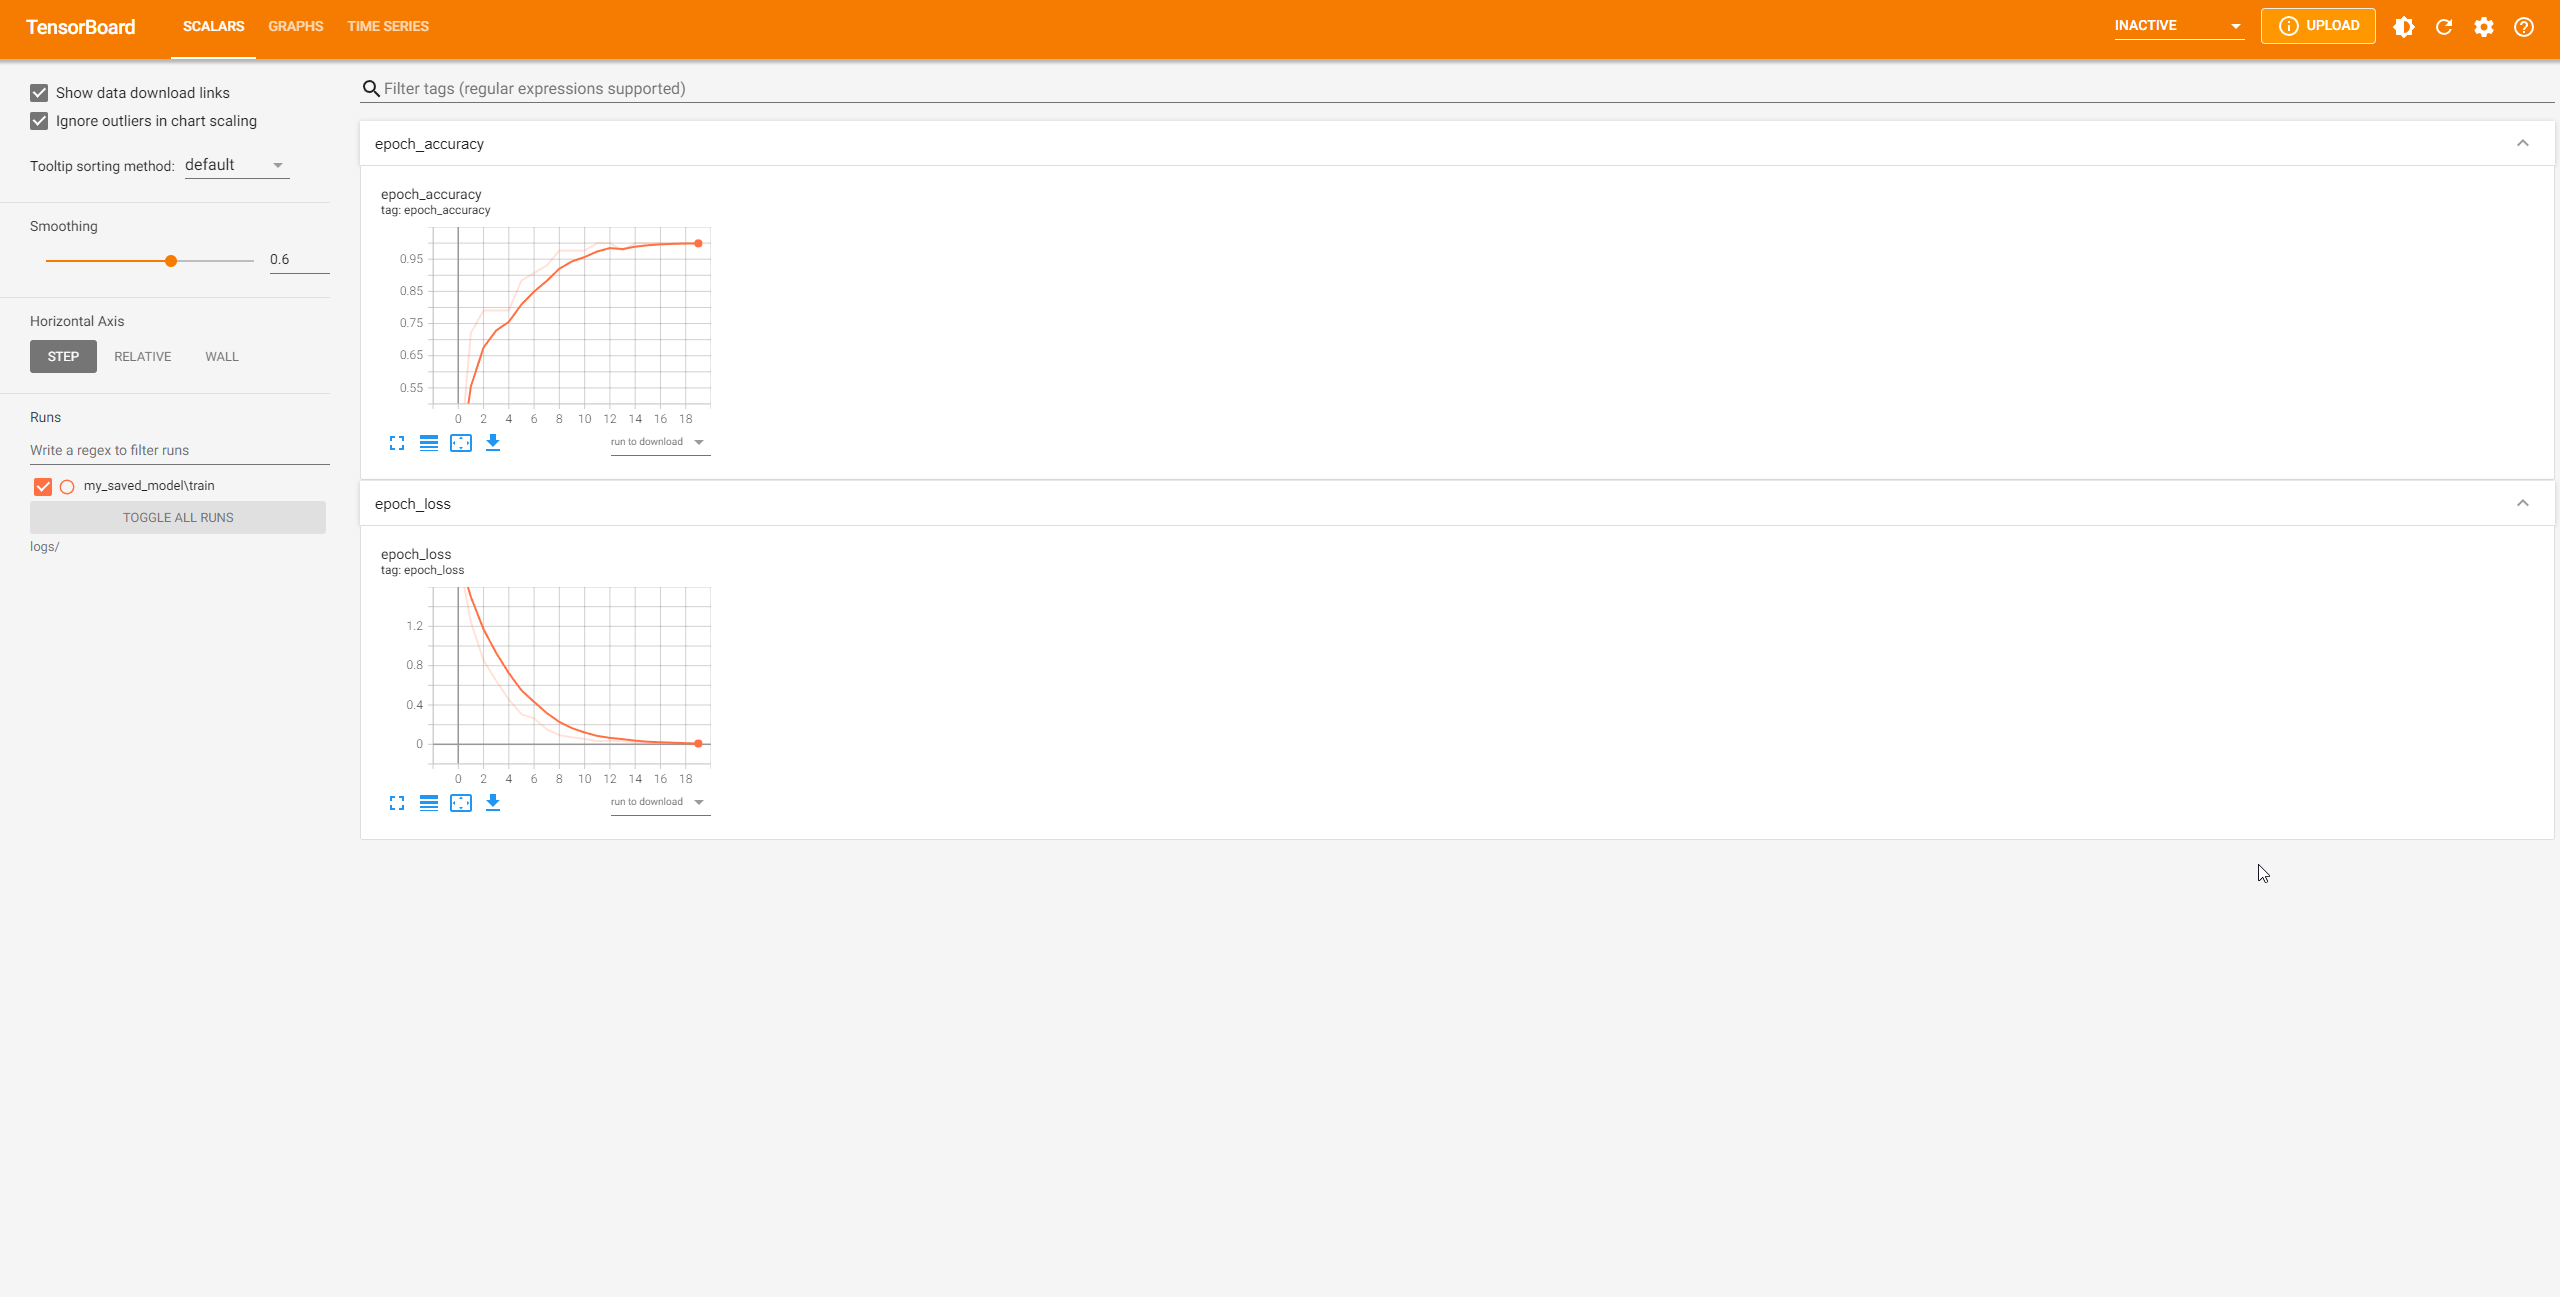 TensorBoard SCALARS GRAPHS TIME SERIES INACTIVE UPLOAD
Show data download links
Ignore outliers in chart scaling
Tooltip sorting method: default
Smoothing
0.6
Horizontal Axis
STEP RELATIVE WALL
Runs
Write a regex to filter runs
my_saved_model\train
TOGGLE ALL RUNS
logs/
Filter tags (regular expressions supported)
epoch_accuracy
epoch_accuracy
tag: epoch_accuracy
0.95
0.85
0.75
0.65
0.55
0 2 4 6 8 10 12 14 16 18
run to download
epoch_loss
epoch_loss
tag: epoch_loss
1.2
0.8
0.4
0
0 2 4 6 8 10 12 14 16 18
run to download